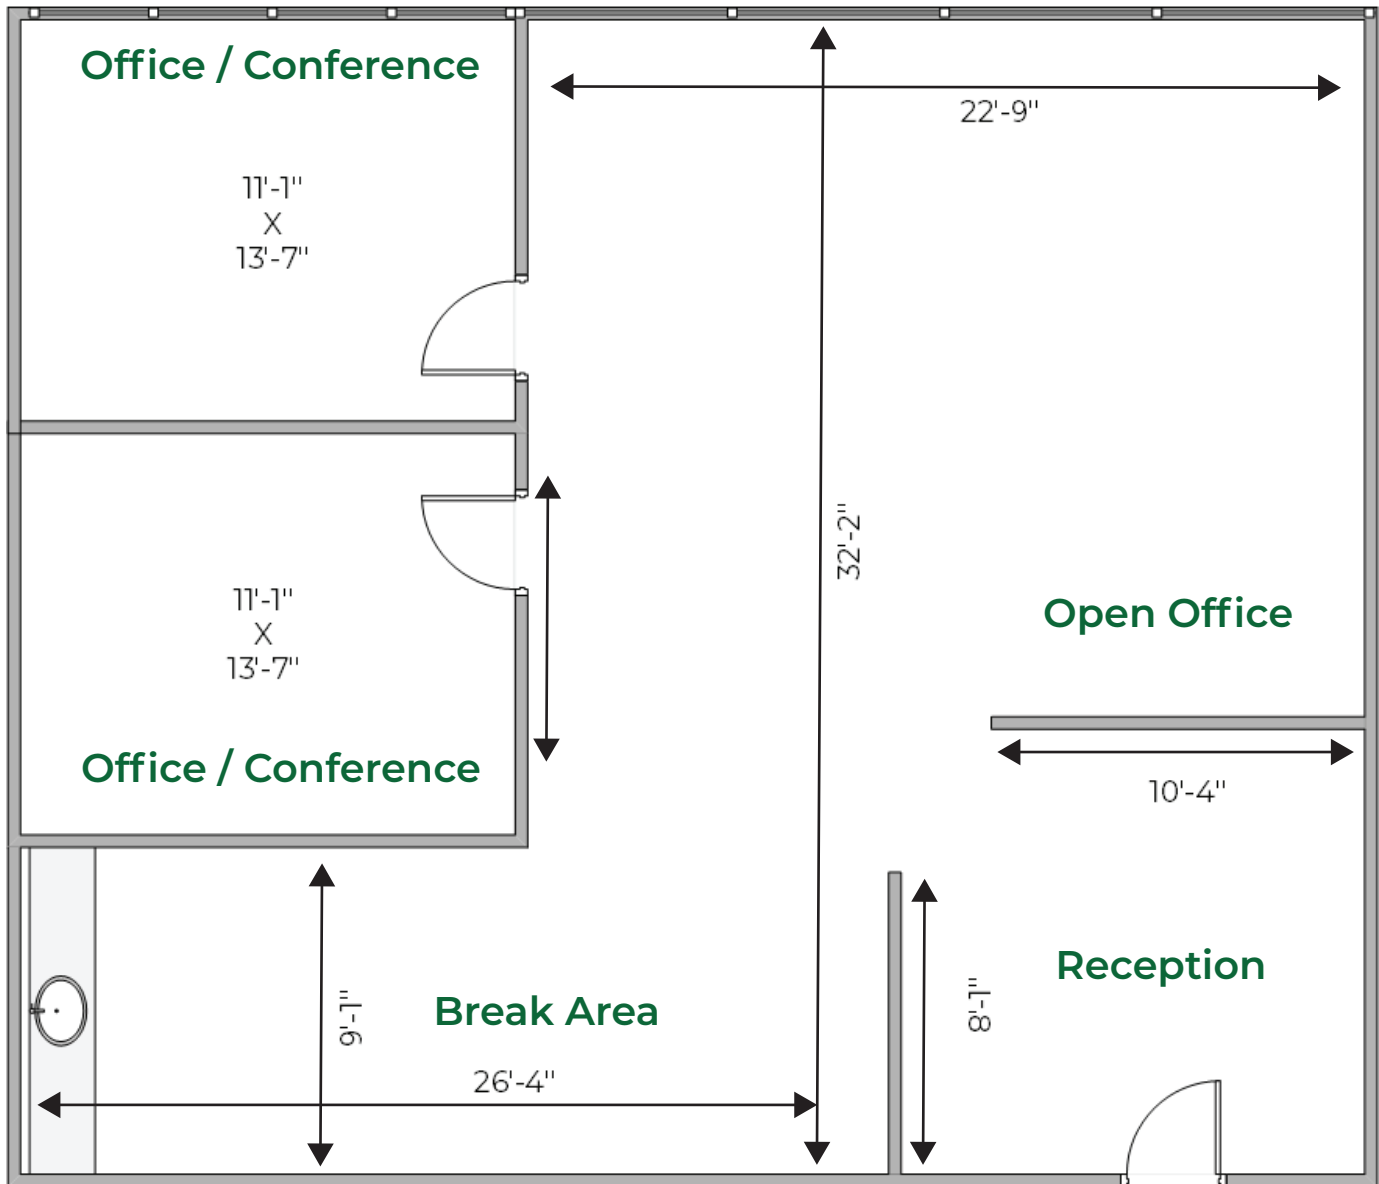 Office / Conference
22'-9"
11'-1"
X
13'-7"
32'-2"
11'-1"
X
13'-7"
Open Office
Office / Conference
10'-4"
Reception
9'-1"
Break Area
8'-1"
26'-4"